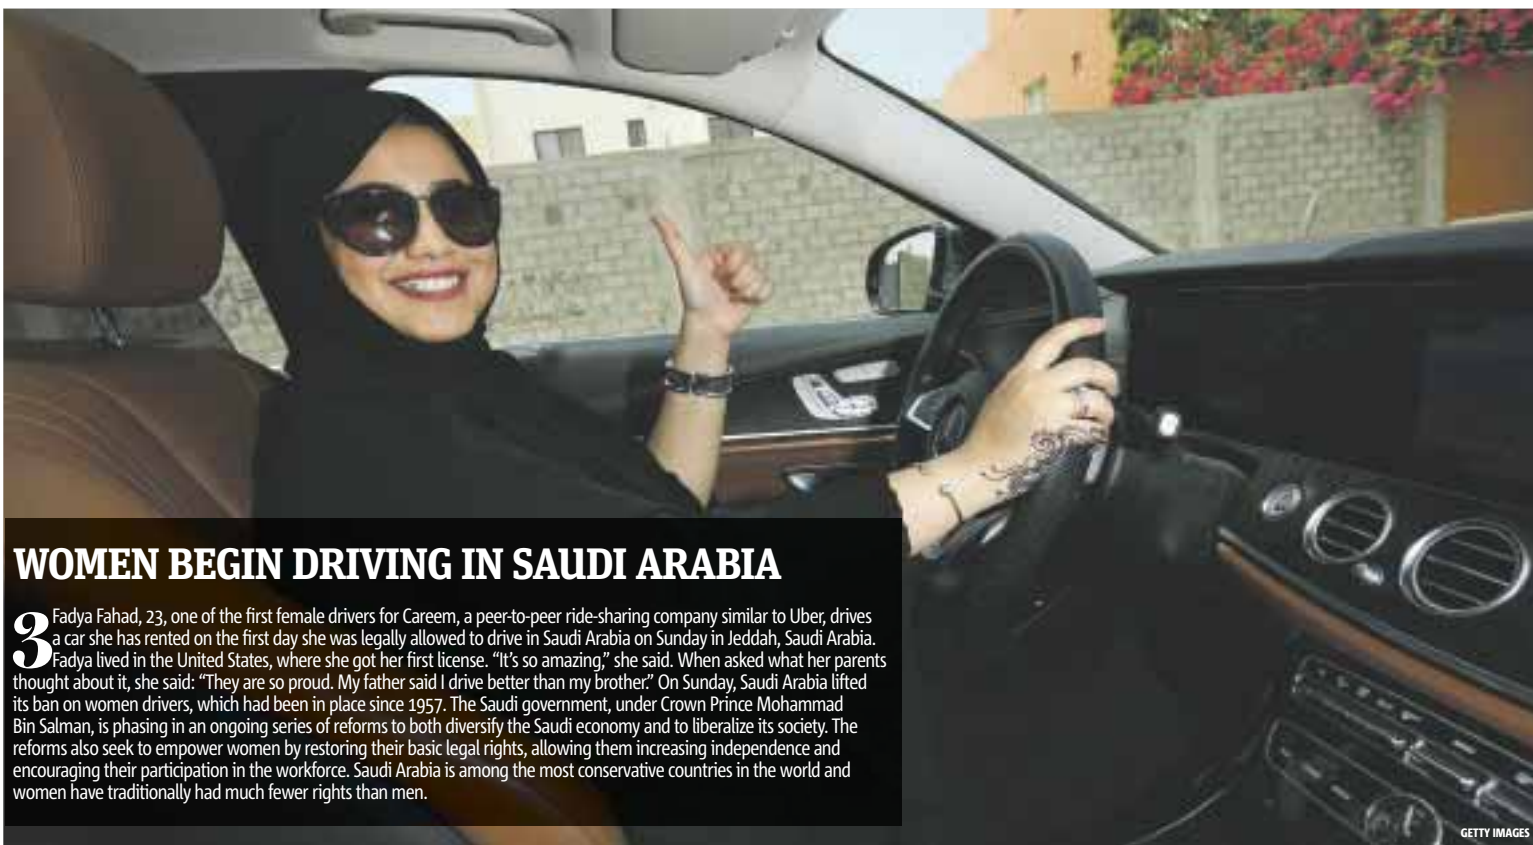 WOMEN BEGIN DRIVING IN SAUDI ARABIA
3 Fadya Fahad, 23, one of the first female drivers for Careem, a peer-to-peer ride-sharing company similar to Uber, drives
a car she has rented on the first day she was legally allowed to drive in Saudi Arabia on Sunday in Jeddah, Saudi Arabia.
Fadya lived in the United States, where she got her first license. “It’s so amazing,” she said. When asked what her parents
thought about it, she said: “They are so proud. My father said I drive better than my brother.” On Sunday, Saudi Arabia lifted
its ban on women drivers, which had been in place since 1957. The Saudi government, under Crown Prince Mohammad
Bin Salman, is phasing in an ongoing series of reforms to both diversify the Saudi economy and to liberalize its society. The
reforms also seek to empower women by restoring their basic legal rights, allowing them increasing independence and
encouraging their participation in the workforce. Saudi Arabia is among the most conservative countries in the world and
women have traditionally had much fewer rights than men.
GETTY IMAGES